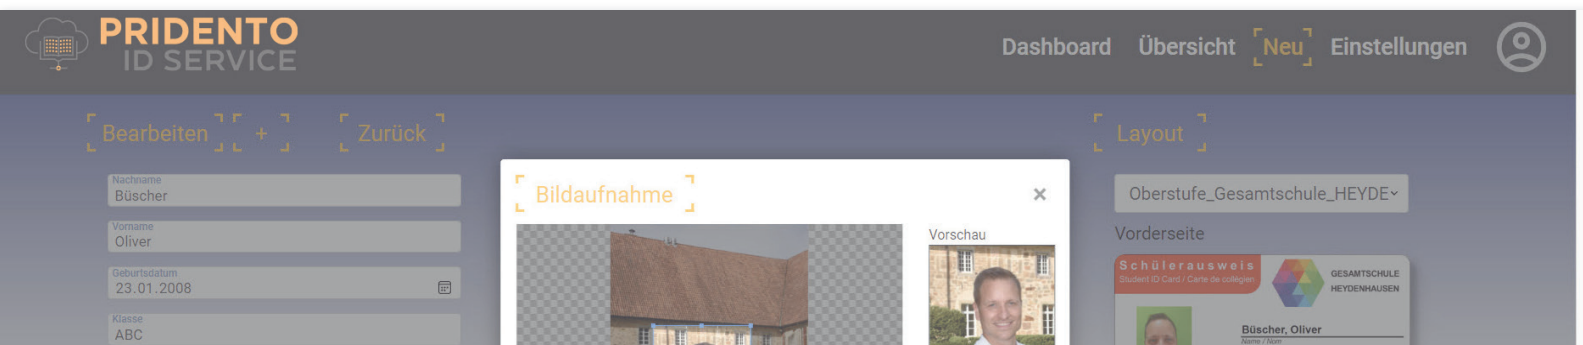 PRIDENTO
ID SERVICE
Dashboard Übersicht Neu Einstellungen
Bearbeiten + Zurück
Layout
Nachname
Büscher
Vorname
Oliver
Geburtsdatum
23.01.2008
Klasse
ABC
Bildaufnahme ×
Vorschau
Oberstufe_Gesamtschule_HEYDE
Vorderseite
Schülerausweis
Student ID Card / Carte de collégien
GESAMTSCHULE
HEYDENHAUSEN
Büscher, Oliver
Name / Nom